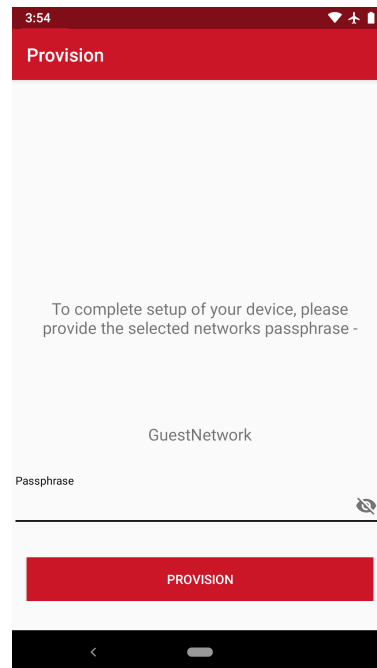 3:54
Provision
To complete setup of your device, please
provide the selected networks passphrase -
GuestNetwork
Passphrase
PROVISION